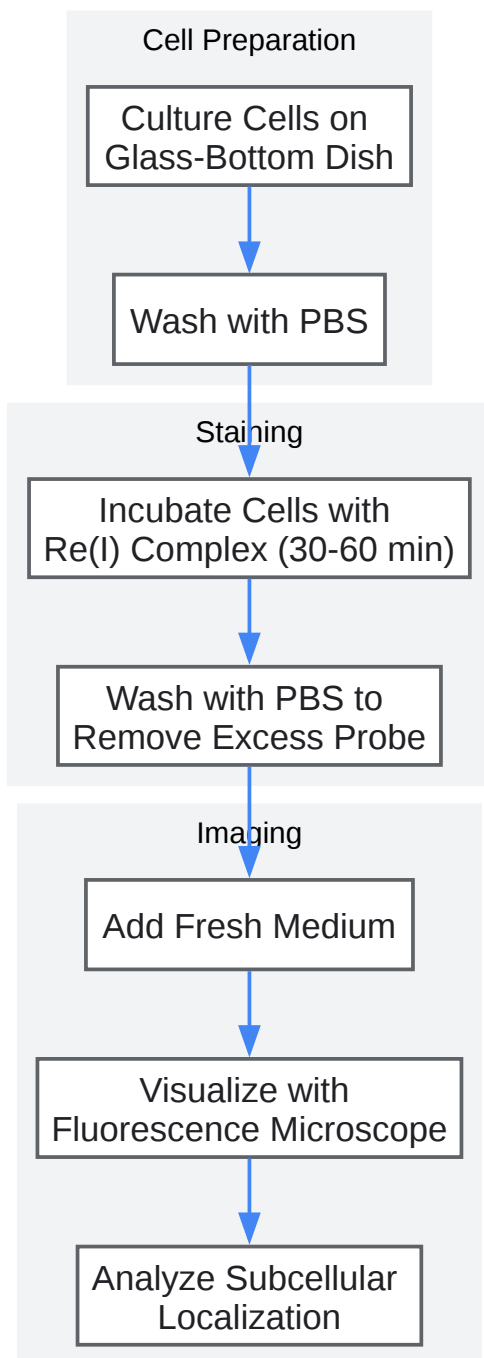 Cell Preparation
Culture Cells on
Glass-Bottom Dish
Wash with PBS
Staining
Incubate Cells with
Re(I) Complex (30-60 min)
Wash with PBS to
Remove Excess Probe
Imaging
Add Fresh Medium
Visualize with
Fluorescence Microscope
Analyze Subcellular
Localization